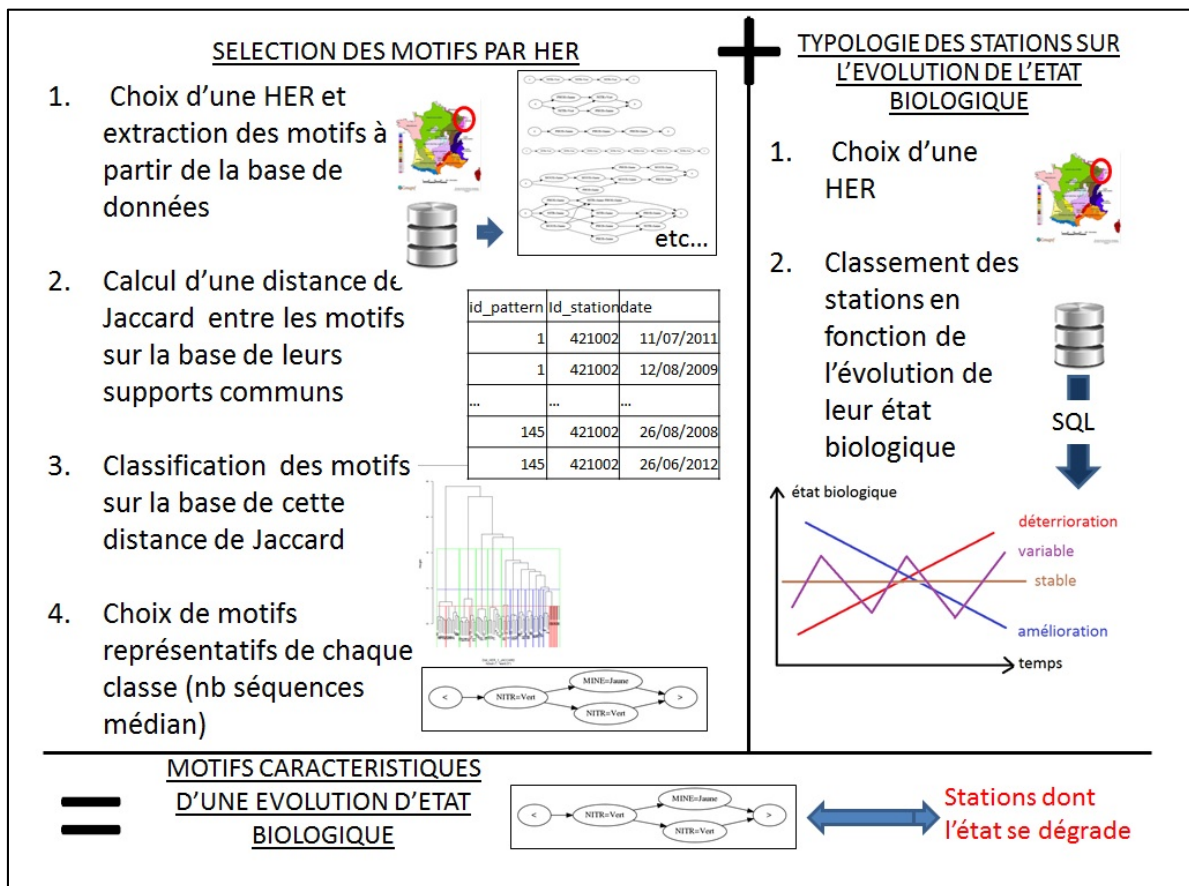 SELECTION DES MOTIFS PAR HER
1. Choix d'une HER et
extraction des motifs à
partir de la base de
données
etc...
2. Calcul d'une distance de
Jaccard entre les motifs
sur la base de leurs
supports communs
id_pattern Id_station date
1 421002 11/07/2011
1 421002 12/08/2009
... ... ...
145 421002 26/08/2008
145 421002 26/06/2012
3. Classification des motifs
sur la base de cette
distance de Jaccard
4. Choix de motifs
représentatifs de chaque
classe (nb séquences
médian)
< NITR=Vert MINE=Jaune NITR=Vert >
+
TYPOLOGIE DES STATIONS SUR
L'EVOLUTION DE L'ETAT
BIOLOGIQUE
1. Choix d'une
HER
2. Classement des
stations en
fonction de
l'évolution de
leur état
biologique
SQL
état biologique
déterrioration
variable
stable
amélioration
temps
=
MOTIFS CARACTERISTIQUES
D'UNE EVOLUTION D'ETAT
BIOLOGIQUE
< NITR=Vert MINE=Jaune NITR=Vert >
Stations dont
l'état se dégrade